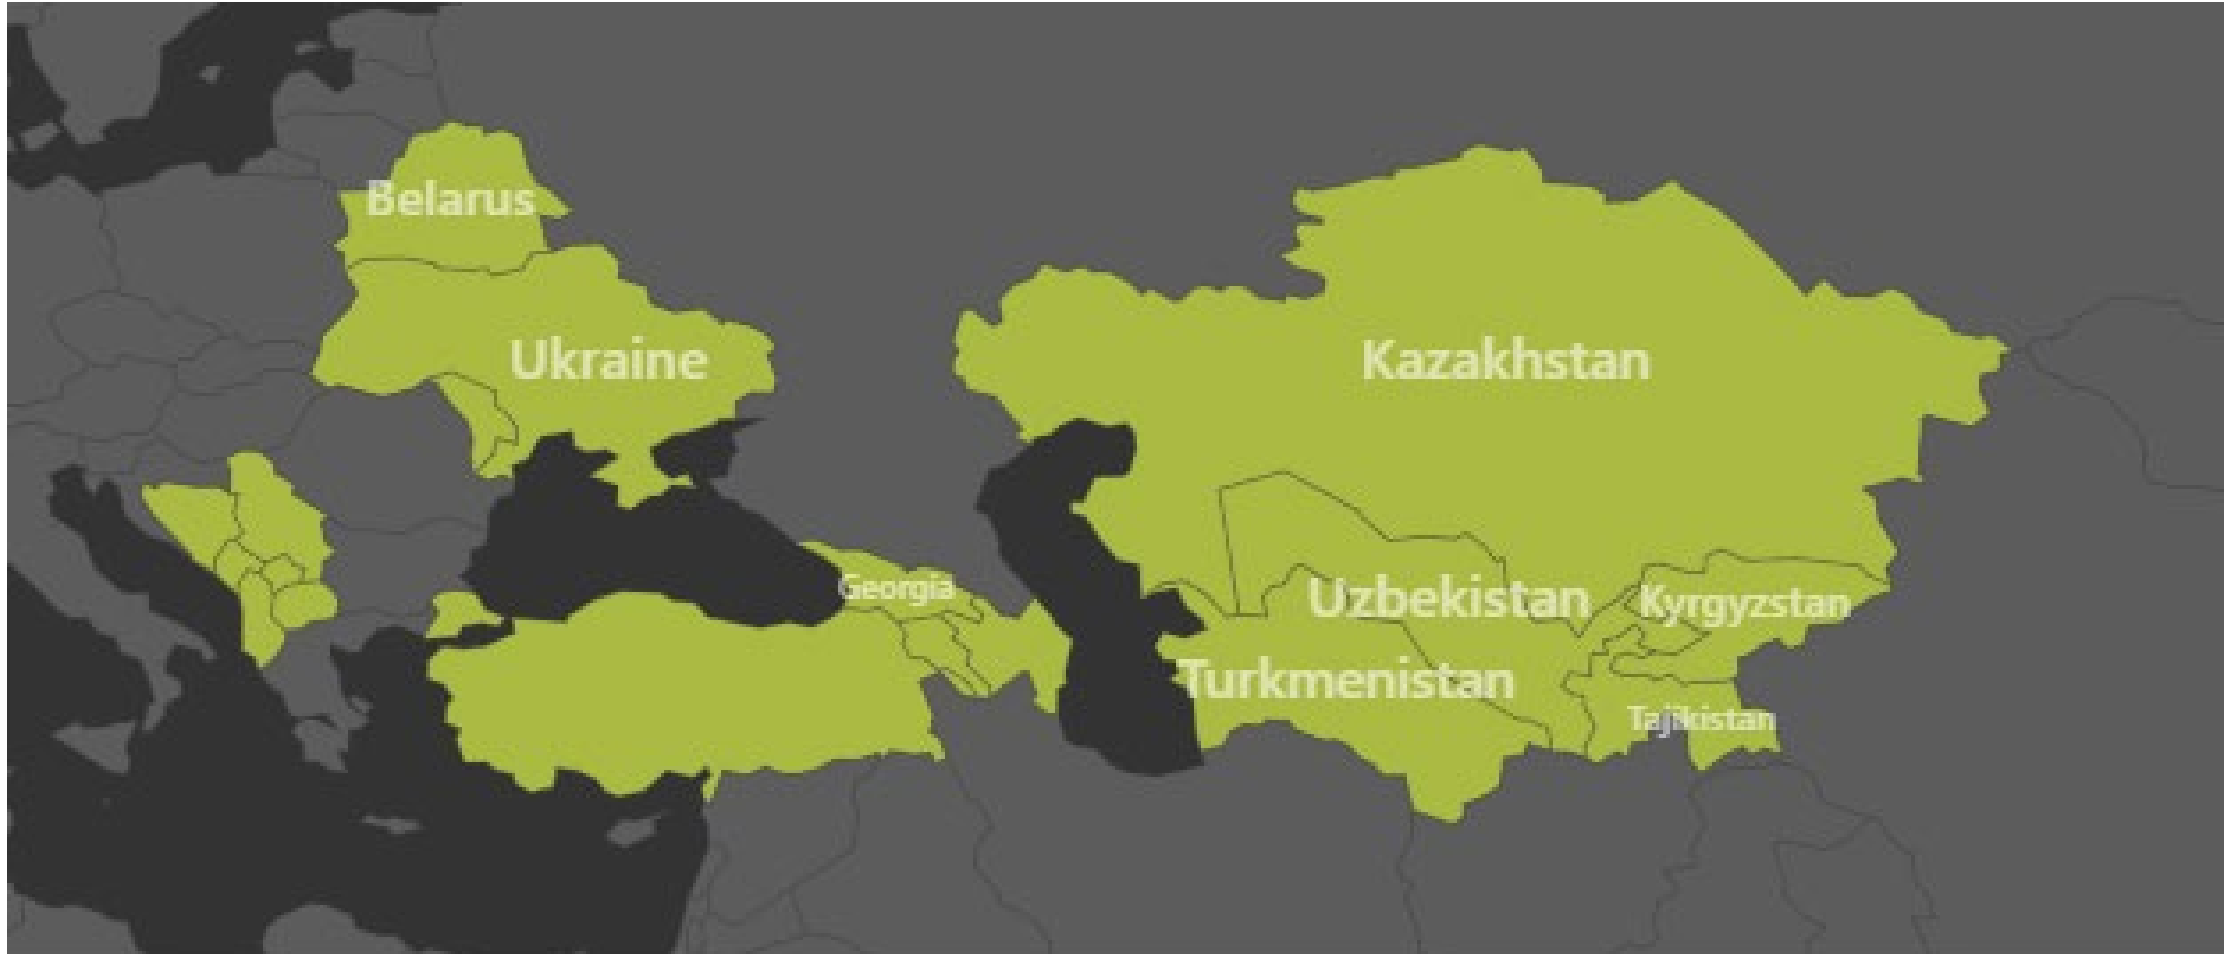 Belarus
Ukraine
Kazakhstan
Georgia
Uzbekistan
Kyrgyzstan
Turkmenistan
Tajikistan